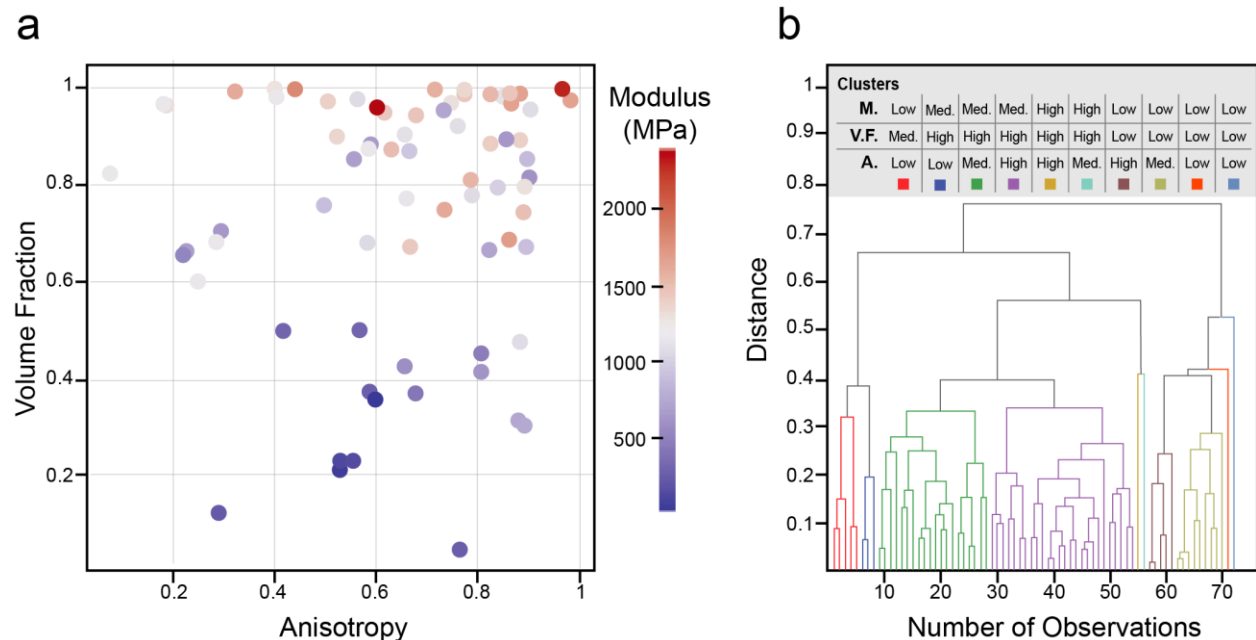 a
Volume Fraction
1
0.8
0.6
0.4
0.2
0.2 0.4 0.6 0.8 1
Anisotropy
Modulus
(MPa)
2000
1500
1000
500
b
Distance
1
0.9
0.8
0.7
0.6
0.5
0.4
0.3
0.2
0.1
Clusters
M. Low Med. Med. Med. High High Low Low Low Low
V.F. Med. High High High High High Low Low Low Low
A. Low Low Med. High High Med. High Med. Low Low
10 20 30 40 50 60 70
Number of Observations